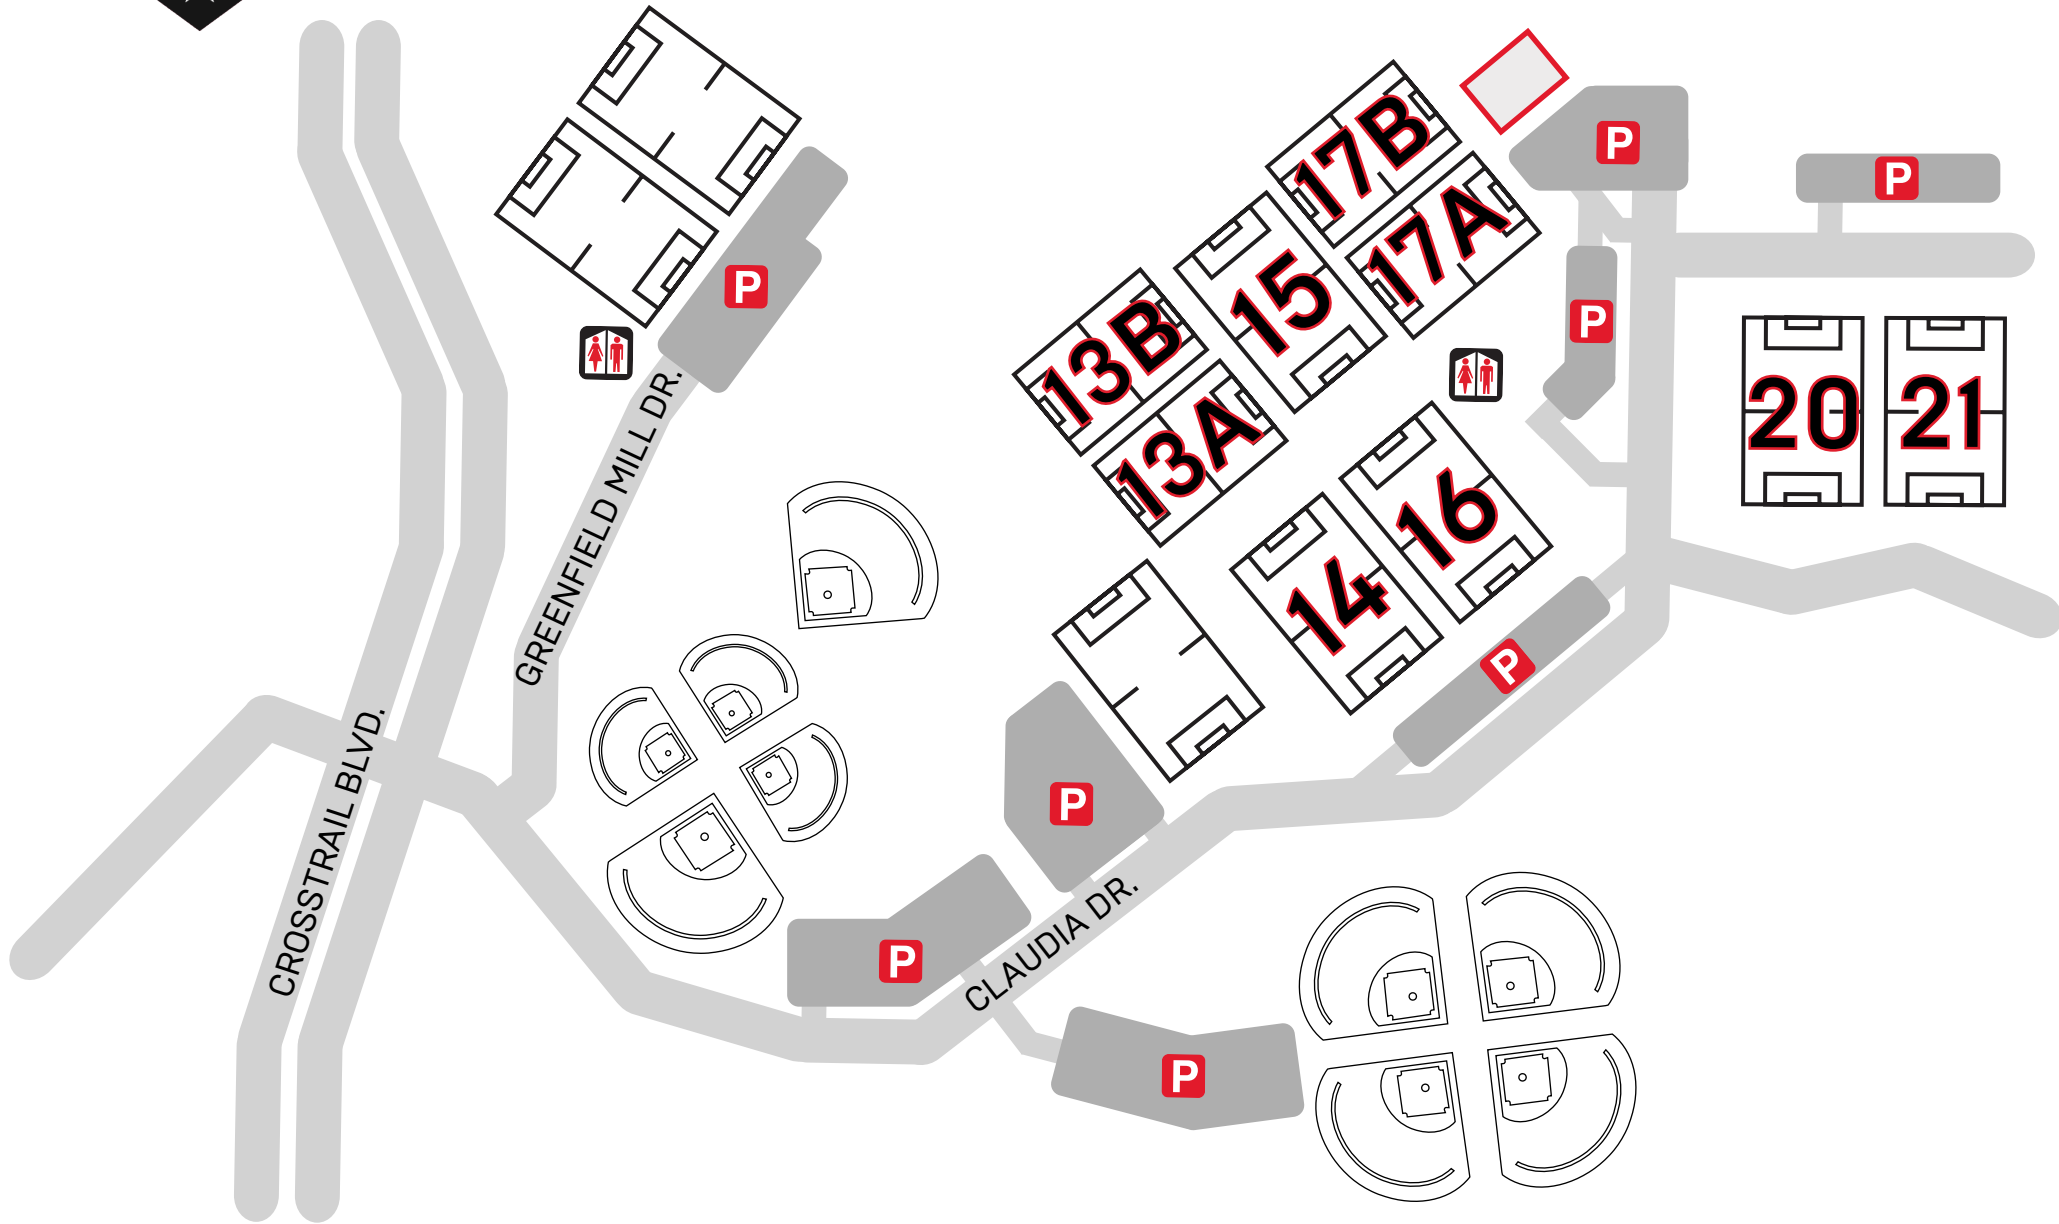 17B
P
P
17A
15
P
P
13B
20
21
13A
GREENFIELD MILL DR.
16
14
P
CROSSTRAIL BLVD.
P
CLAUDIA DR.
P
P